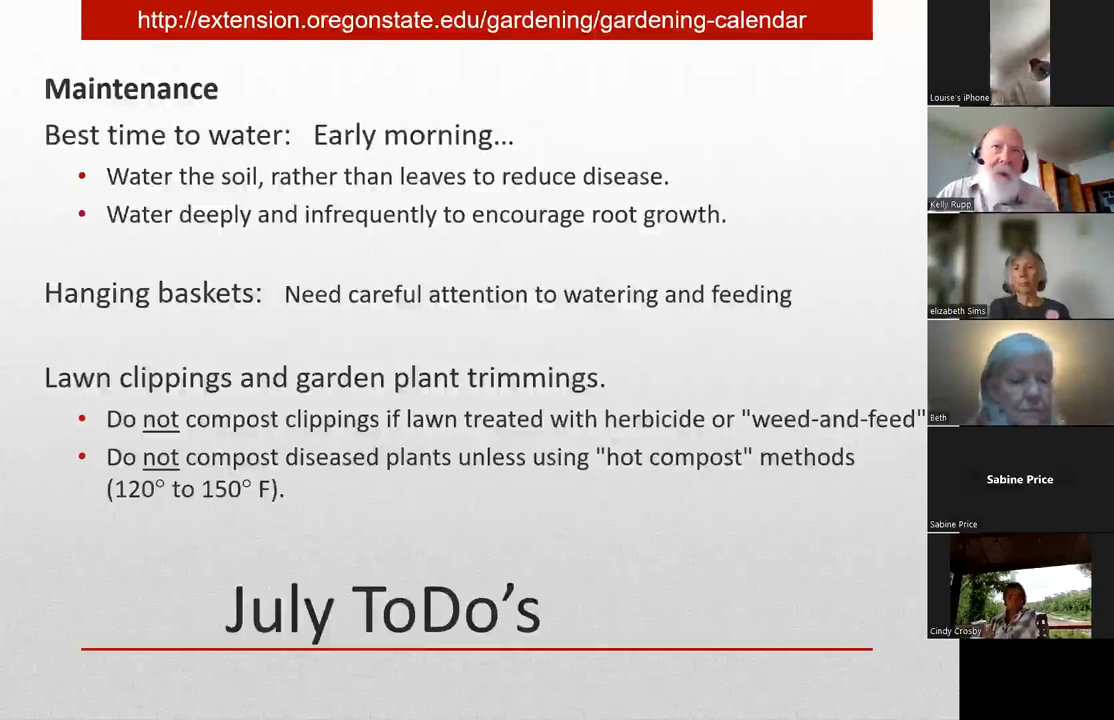 http://extension.oregonstate.edu/gardening/gardening-calendar
Maintenance
Best time to water: Early morning...
• Water the soil, rather than leaves to reduce disease.
• Water deeply and infrequently to encourage root growth.
Hanging baskets: Need careful attention to watering and feeding
Lawn clippings and garden plant trimmings.
• Do not compost clippings if lawn treated with herbicide or "weed-and-feed"
• Do not compost diseased plants unless using "hot compost" methods
(120° to 150° F).
July ToDo's
Louise's iPhone
Kelly Rupp
elizabeth Sims
Beth
Sabine Price
Sabine Price
Cindy Crosby